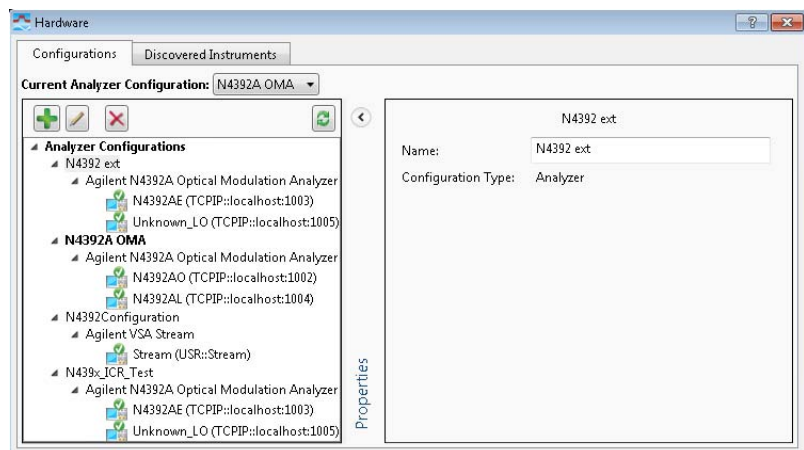 Hardware
Configurations
Discovered Instruments
Current Analyzer Configuration: N4392A OMA
Analyzer Configurations
N4392 ext
Agilent N4392A Optical Modulation Analyzer
N4392AE (TCPIP::localhost:1003)
Unknown_LO (TCPIP::localhost:1005)
N4392A OMA
Agilent N4392A Optical Modulation Analyzer
N4392AO (TCPIP::localhost:1002)
N4392AL (TCPIP::localhost:1004)
N4392Configuration
Agilent VSA Stream
Stream (USR::Stream)
N439x_ICR_Test
Agilent N4392A Optical Modulation Analyzer
N4392AE (TCPIP::localhost:1003)
Unknown_LO (TCPIP::localhost:1005)
Properties
N4392 ext
Name: N4392 ext
Configuration Type: Analyzer